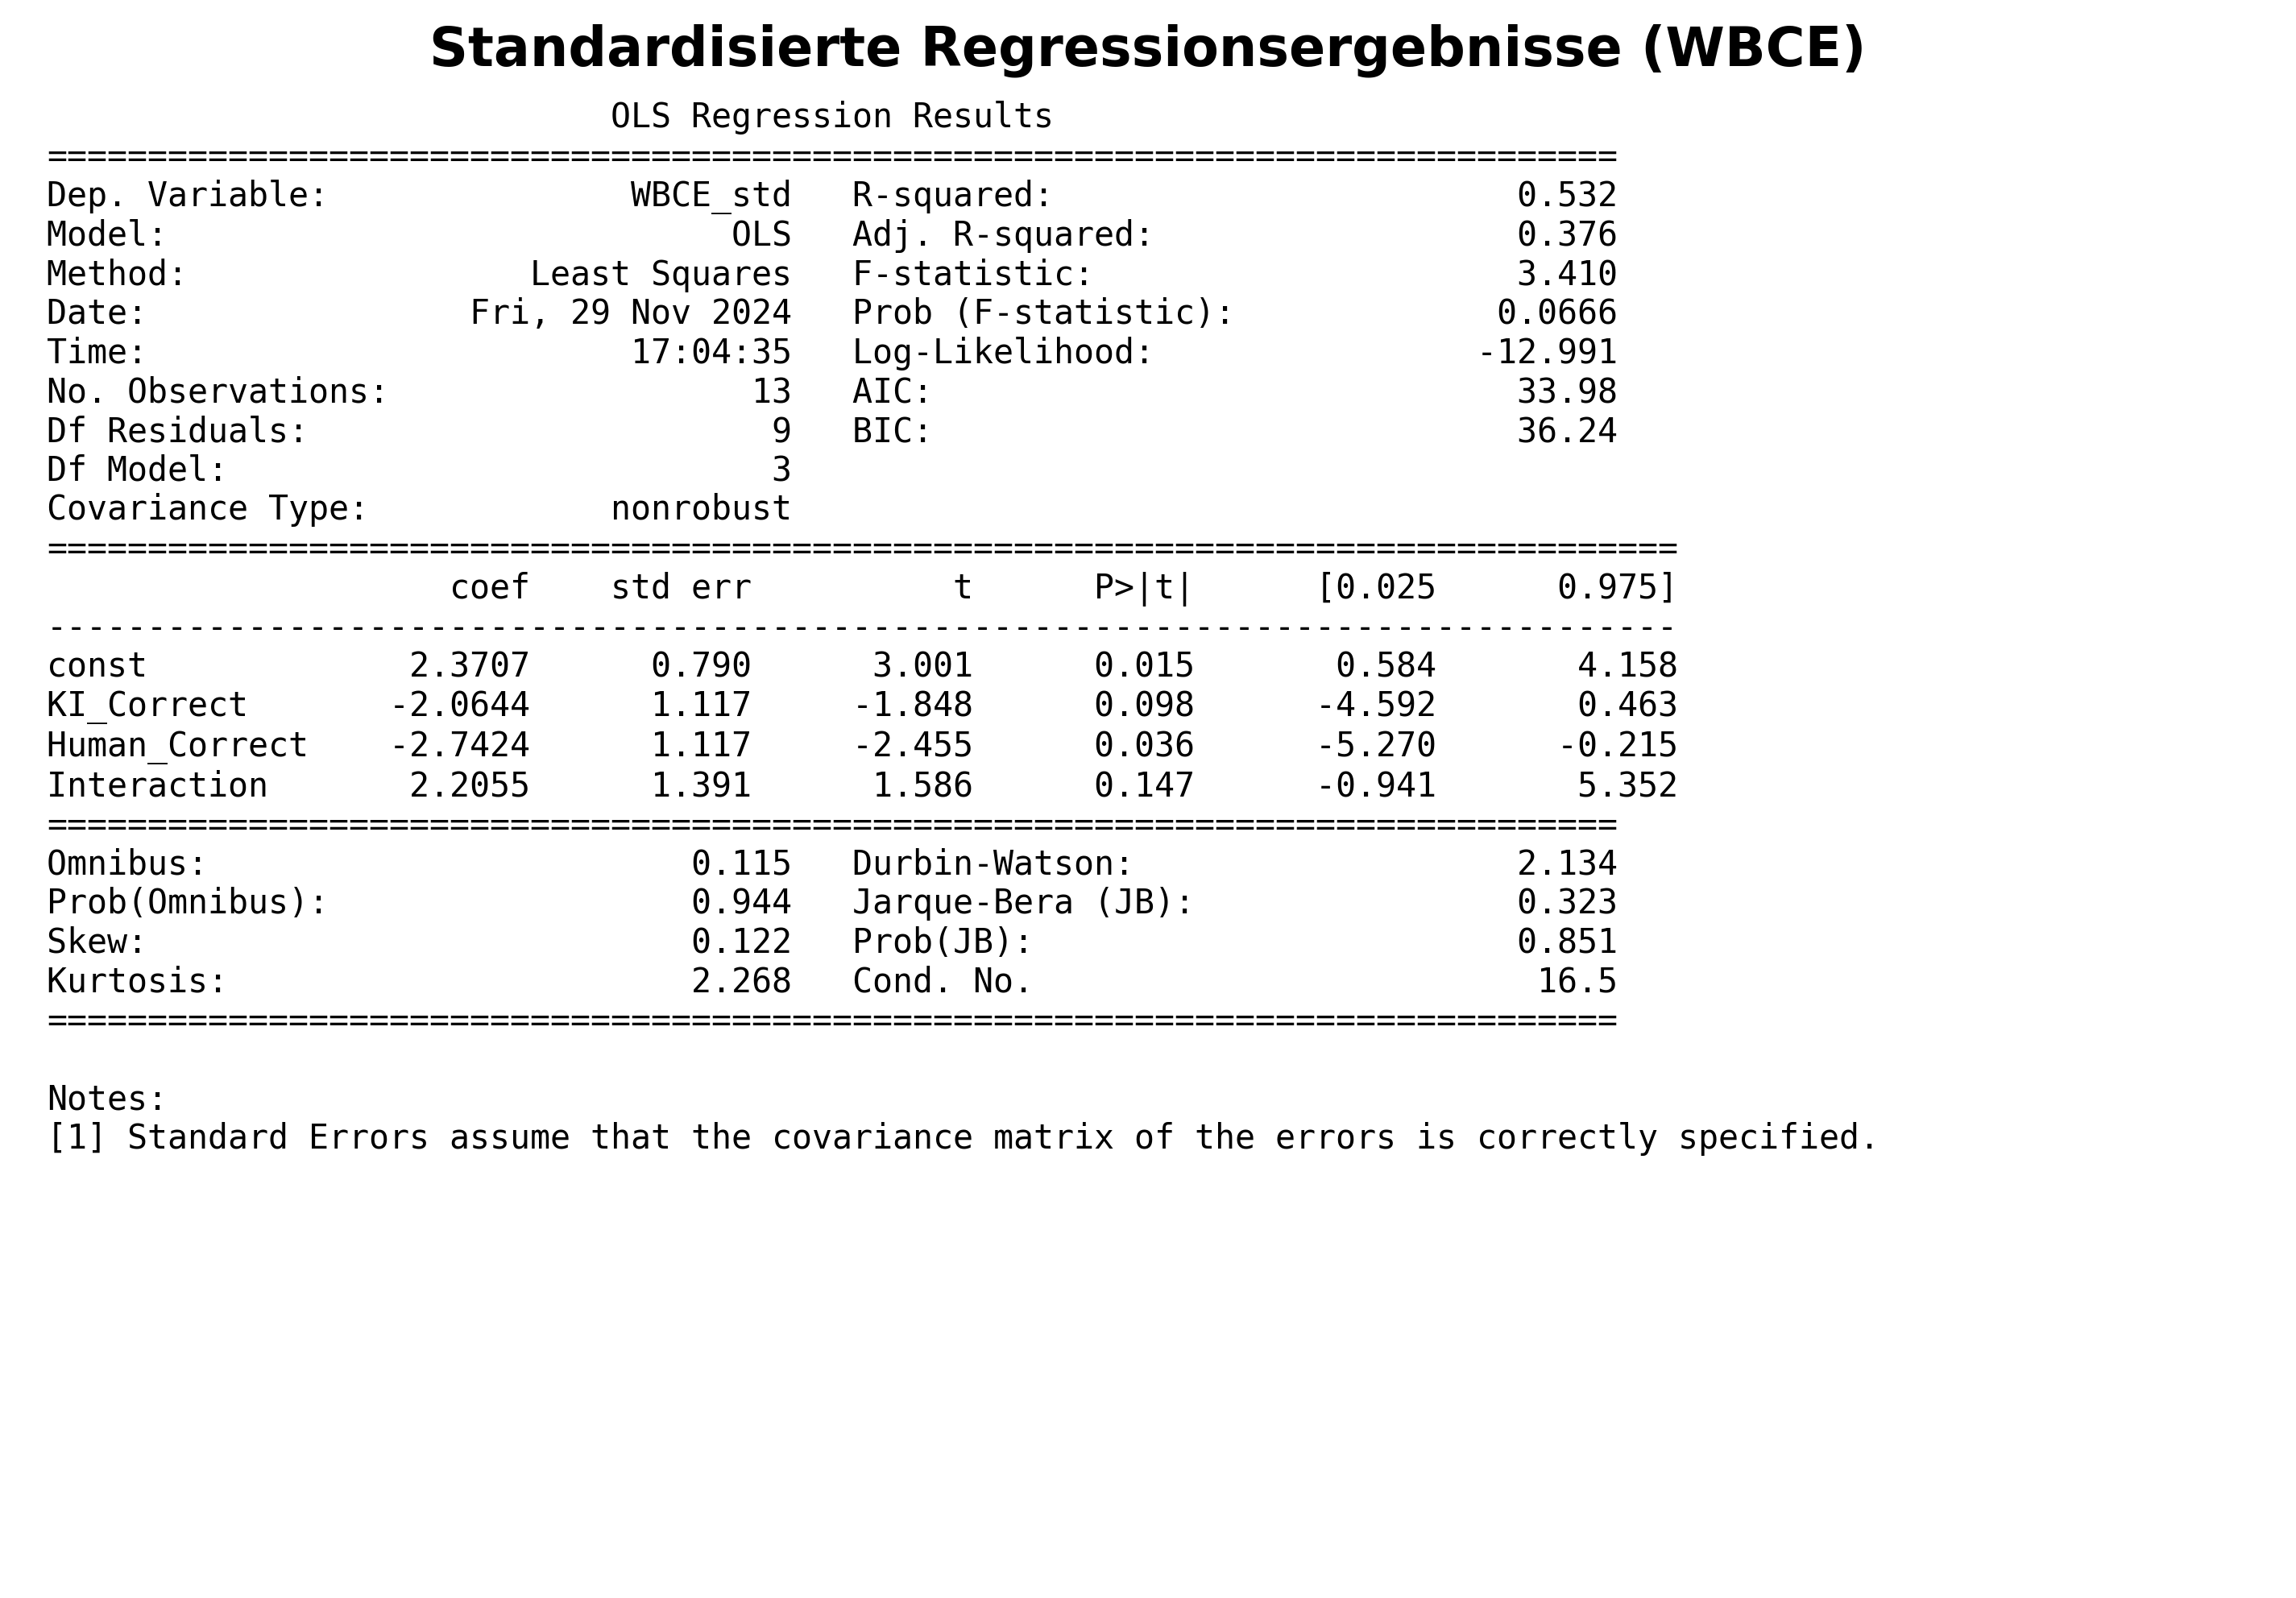 Standardisierte Regressionsergebnisse (WBCE)
                            OLS Regression Results
==============================================================================
Dep. Variable:               WBCE_std   R-squared:                       0.532
Model:                            OLS   Adj. R-squared:                  0.376
Method:                 Least Squares   F-statistic:                     3.410
Date:                Fri, 29 Nov 2024   Prob (F-statistic):             0.0666
Time:                        17:04:35   Log-Likelihood:                -12.991
No. Observations:                  13   AIC:                             33.98
Df Residuals:                       9   BIC:                             36.24
Df Model:                           3
Covariance Type:            nonrobust
=================================================================================
                    coef    std err          t      P>|t|      [0.025      0.975]
---------------------------------------------------------------------------------
const             2.3707      0.790      3.001      0.015       0.584       4.158
KI_Correct       -2.0644      1.117     -1.848      0.098      -4.592       0.463
Human_Correct    -2.7424      1.117     -2.455      0.036      -5.270      -0.215
Interaction       2.2055      1.391      1.586      0.147      -0.941       5.352
==============================================================================
Omnibus:                        0.115   Durbin-Watson:                   2.134
Prob(Omnibus):                  0.944   Jarque-Bera (JB):                0.323
Skew:                           0.122   Prob(JB):                        0.851
Kurtosis:                       2.268   Cond. No.                         16.5
==============================================================================
Notes:
[1] Standard Errors assume that the covariance matrix of the errors is correctly specified.